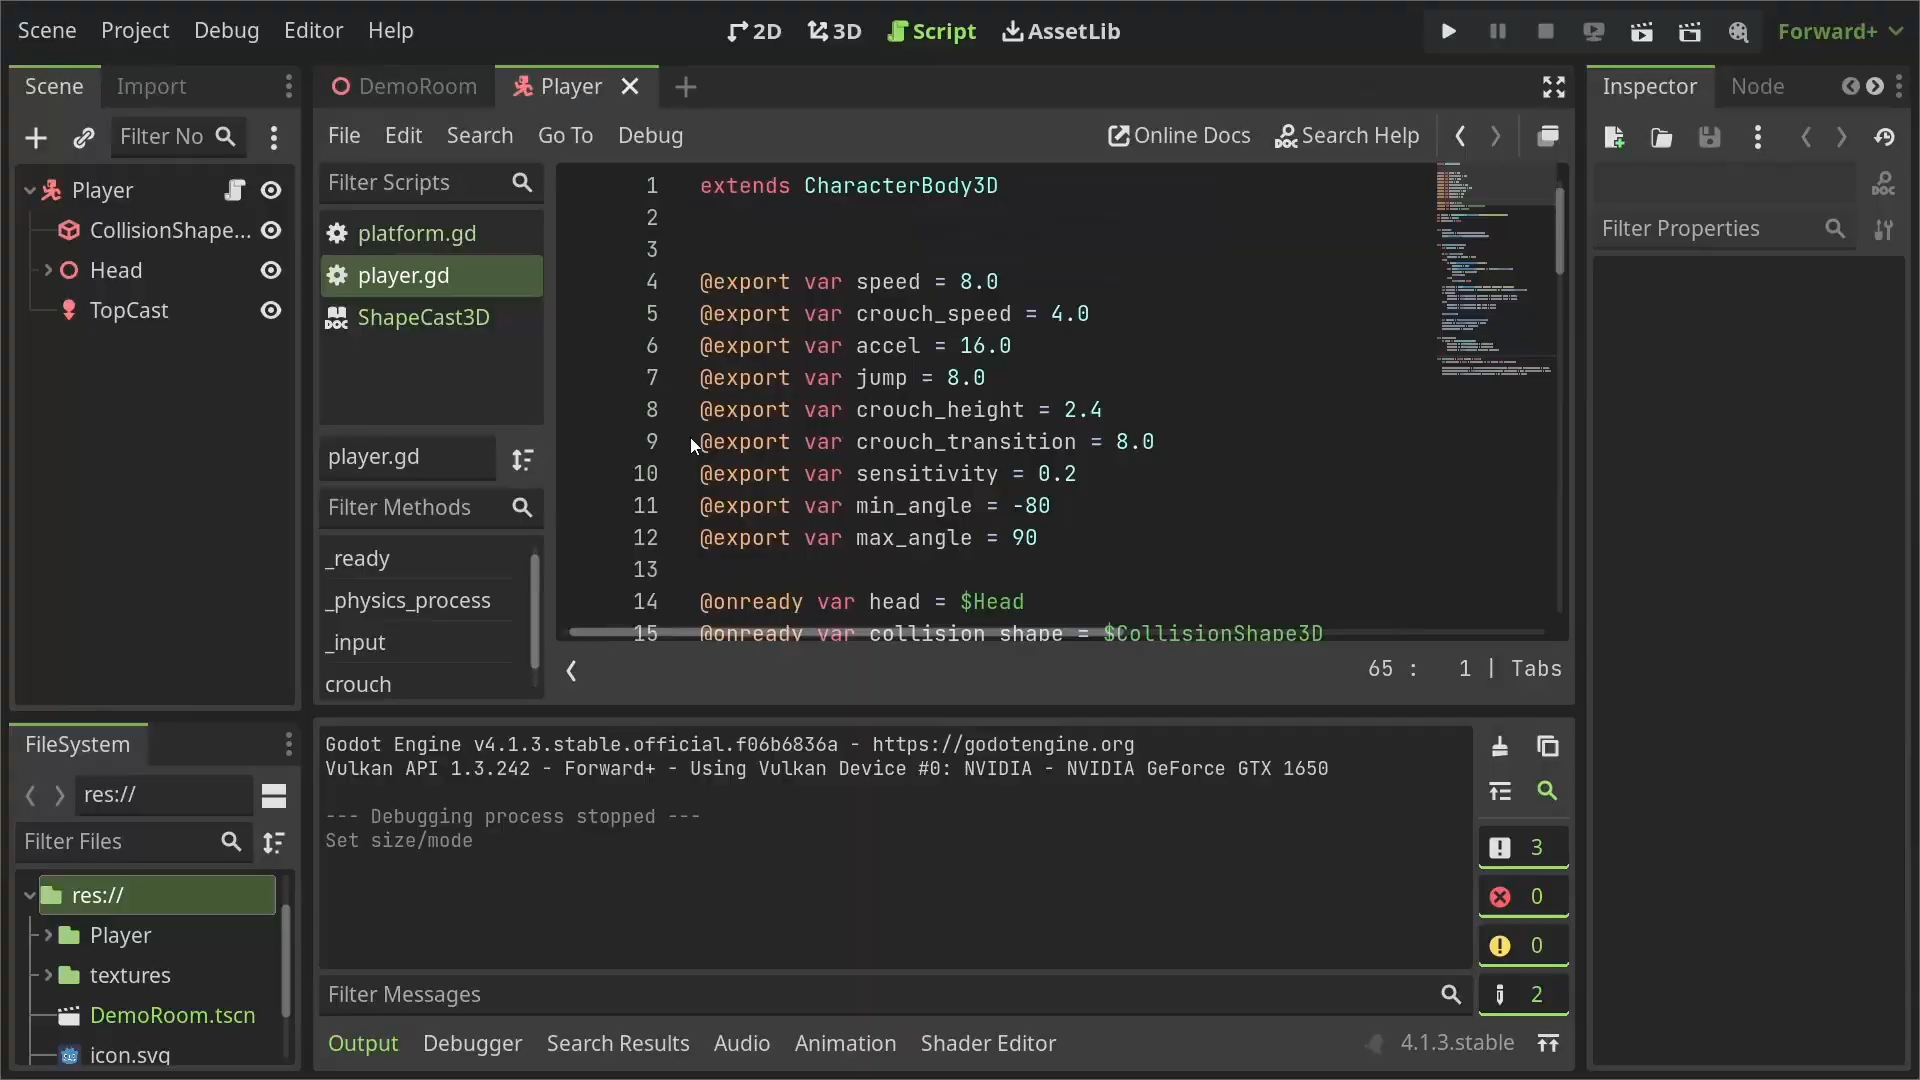 Scene Project Debug Editor Help
2D 3D Script AssetLib
Forward+
Scene Import
Filter No
Player
CollisionShape...
Head
TopCast
DemoRoom Player
File Edit Search Go To Debug
Online Docs Search Help
Filter Scripts
platform.gd
player.gd
ShapeCast3D
player.gd
Filter Methods
_ready
_physics_process
_input
crouch
1 extends CharacterBody3D
2
3
4 @export var speed = 8.0
5 @export var crouch_speed = 4.0
6 @export var accel = 16.0
7 @export var jump = 8.0
8 @export var crouch_height = 2.4
9 @export var crouch_transition = 8.0
10 @export var sensitivity = 0.2
11 @export var min_angle = -80
12 @export var max_angle = 90
13
14 @onready var head = $Head
15 @onready var collision_shape = $CollisionShape3D
65 : 1 | Tabs
Inspector Node
Filter Properties
FileSystem
res://
Filter Files
res://
Player
textures
DemoRoom.tscn
icon.svg
Godot Engine v4.1.3.stable.official.f06b6836a - https://godotengine.org
Vulkan API 1.3.242 - Forward+ - Using Vulkan Device #0: NVIDIA - NVIDIA GeForce GTX 1650
--- Debugging process stopped ---
Set size/mode
3
0
0
2
Filter Messages
Output Debugger Search Results Audio Animation Shader Editor
4.1.3.stable